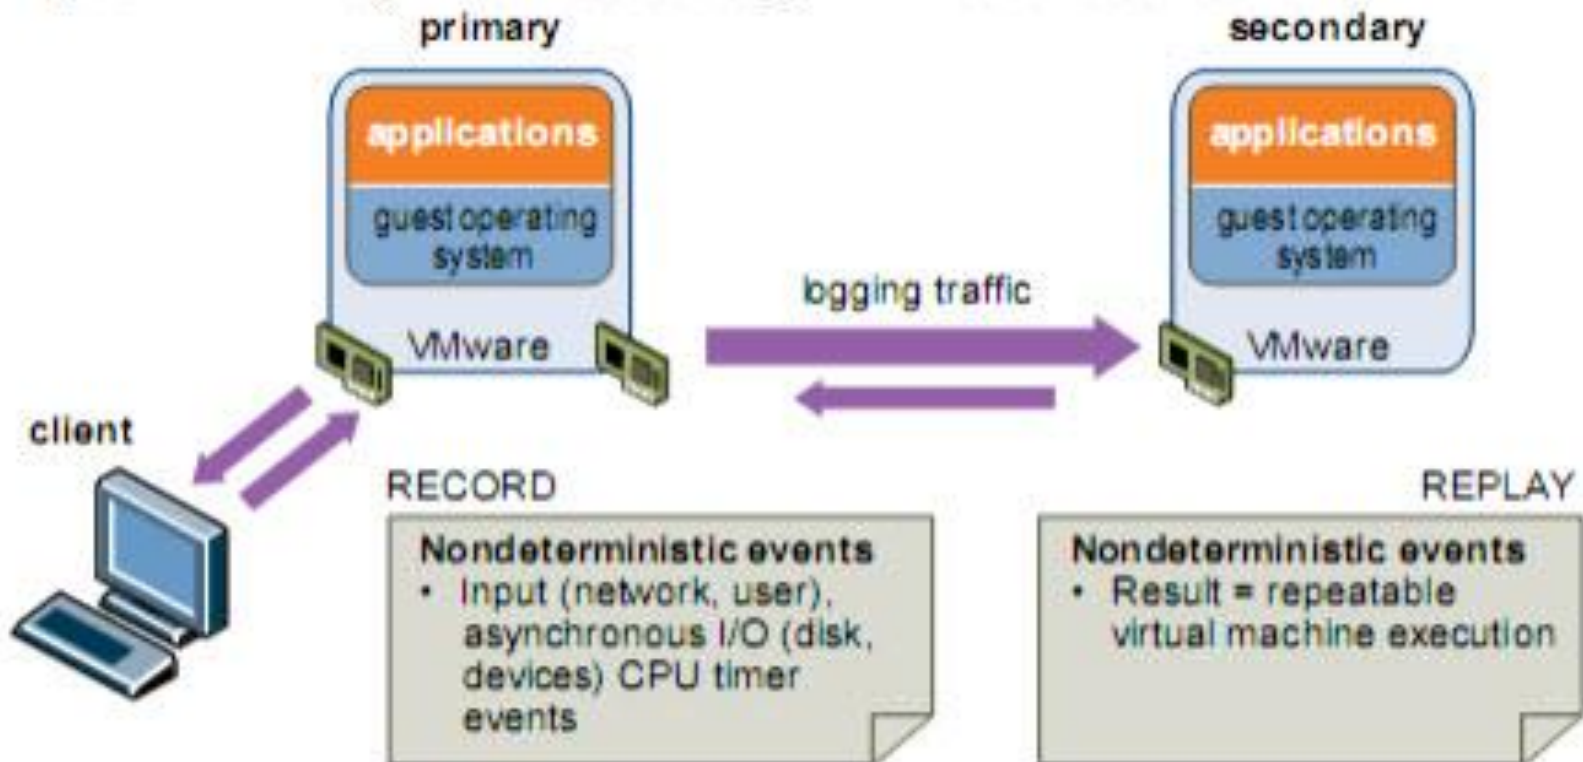 primary
secondary
applications
guest operating
system
VMware
applications
guest operating
system
VMware
logging traffic
client
RECORD
Nondeterministic events
• Input (network, user),
asynchronous I/O (disk,
devices) CPU timer
events
REPLAY
Nondeterministic events
• Result = repeatable
virtual machine execution